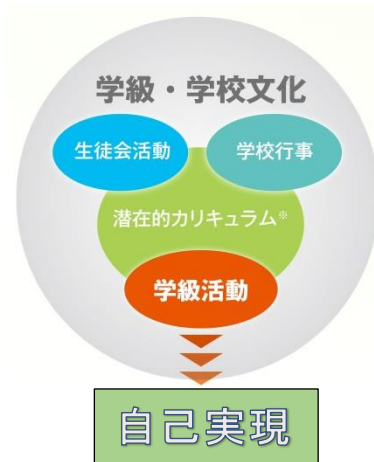 学級・学校文化
生徒会活動
学校行事
潜在的カリキュラム※
学級活動
自己実現